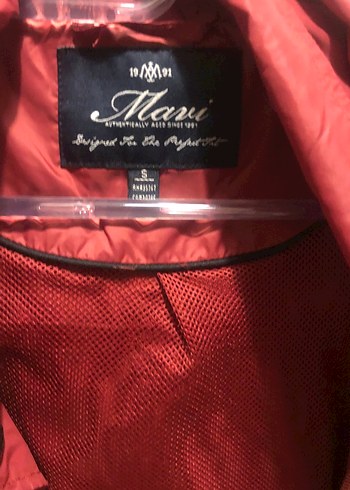 19 91
Mavi
AUTHENTICALLY AGED SINCE 1991
Designed For The Perfect Fit
S